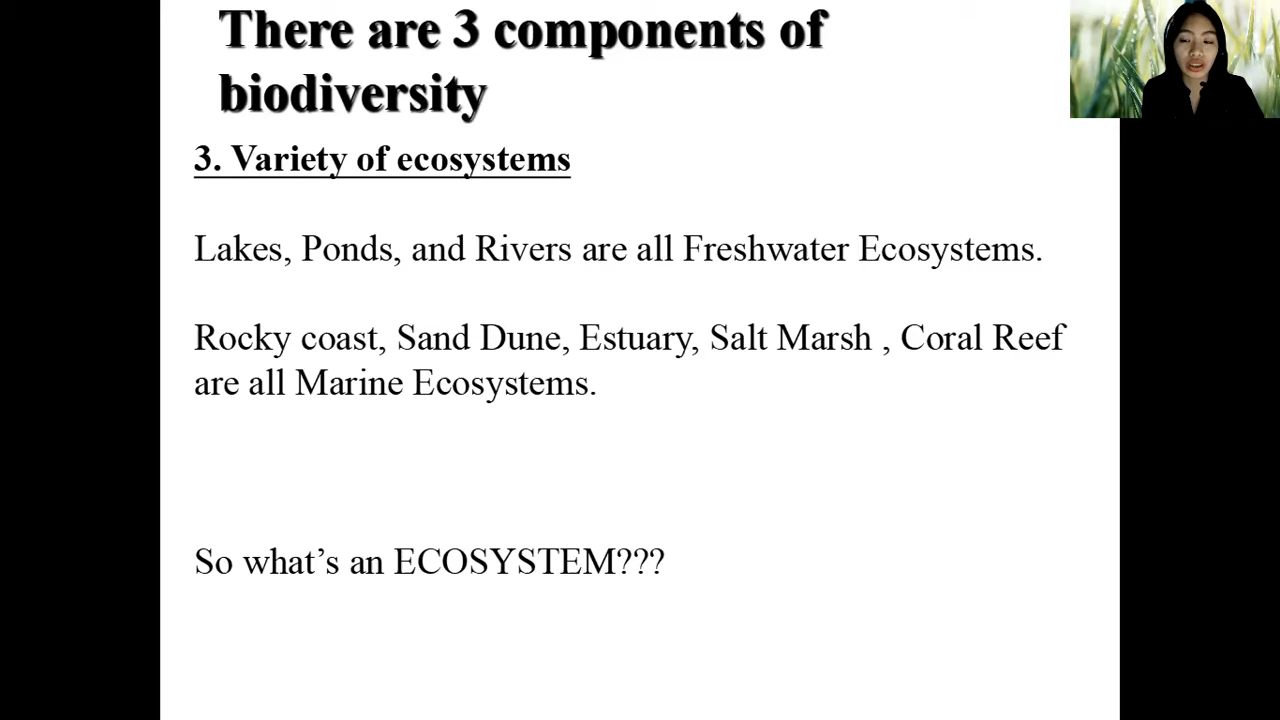 There are 3 components of
biodiversity
3. Variety of ecosystems
Lakes, Ponds, and Rivers are all Freshwater Ecosystems.
Rocky coast, Sand Dune, Estuary, Salt Marsh , Coral Reef
are all Marine Ecosystems.
So what’s an ECOSYSTEM???